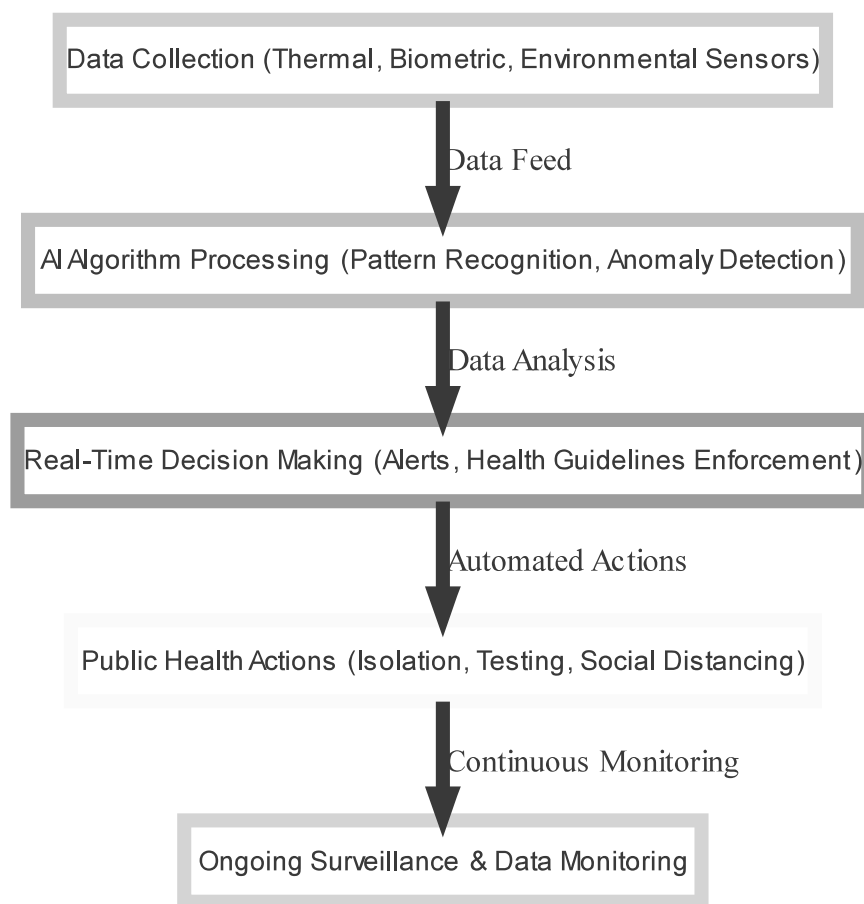 Data Collection (Thermal, Biometric, Environmental Sensors)
Data Feed
AI Algorithm Processing (Pattern Recognition, Anomaly Detection)
Data Analysis
Real-Time Decision Making (Alerts, Health Guidelines Enforcement)
Automated Actions
Public Health Actions (Isolation, Testing, Social Distancing)
Continuous Monitoring
Ongoing Surveillance & Data Monitoring